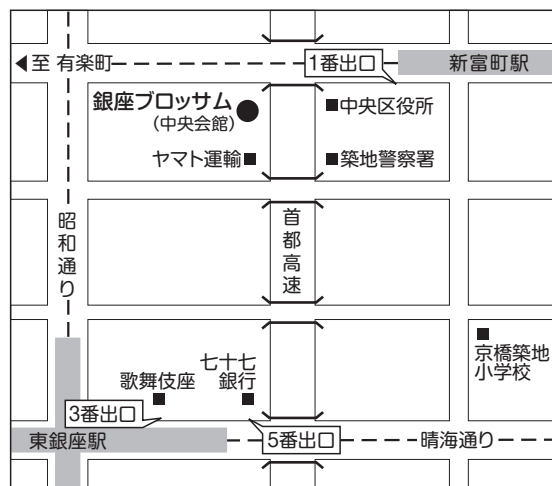 ◀至 有楽町
1番出口
新富町駅
銀座ブロッサム
(中央会館)
中央区役所
ヤマト運輸
築地警察署
昭和通り
首都高速
京橋築地
小学校
七十七
銀行
歌舞伎座
3番出口
東銀座駅
5番出口
晴海通り